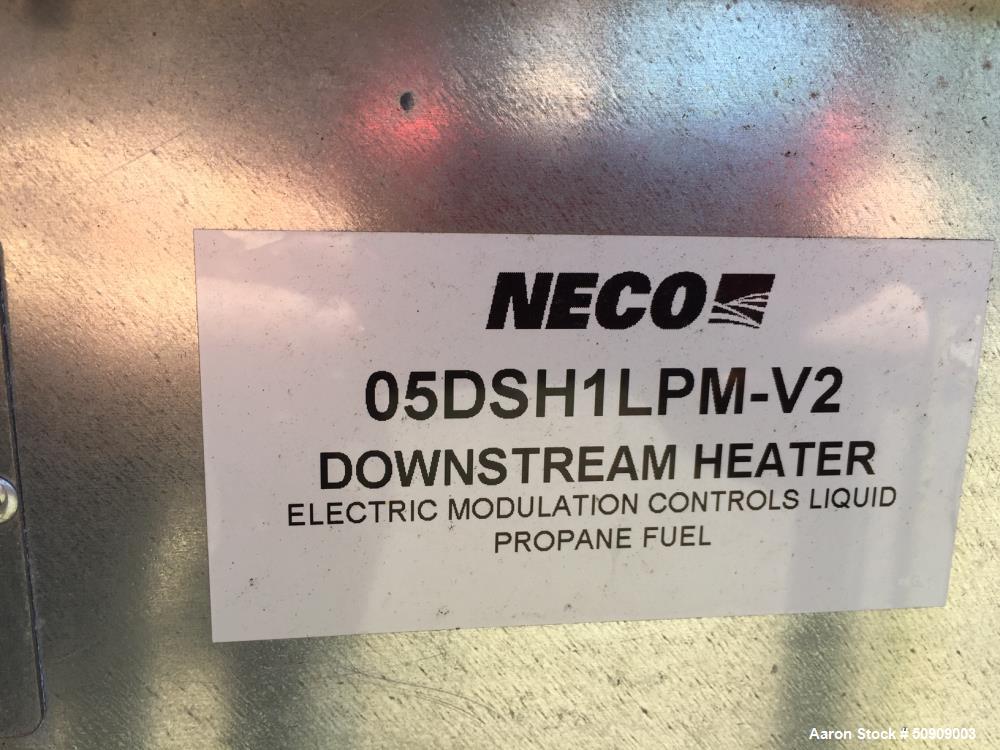 NECO
05DSH1LPM-V2
DOWNSTREAM HEATER
ELECTRIC MODULATION CONTROLS LIQUID
PROPANE FUEL
Aaron Stock # 50909003